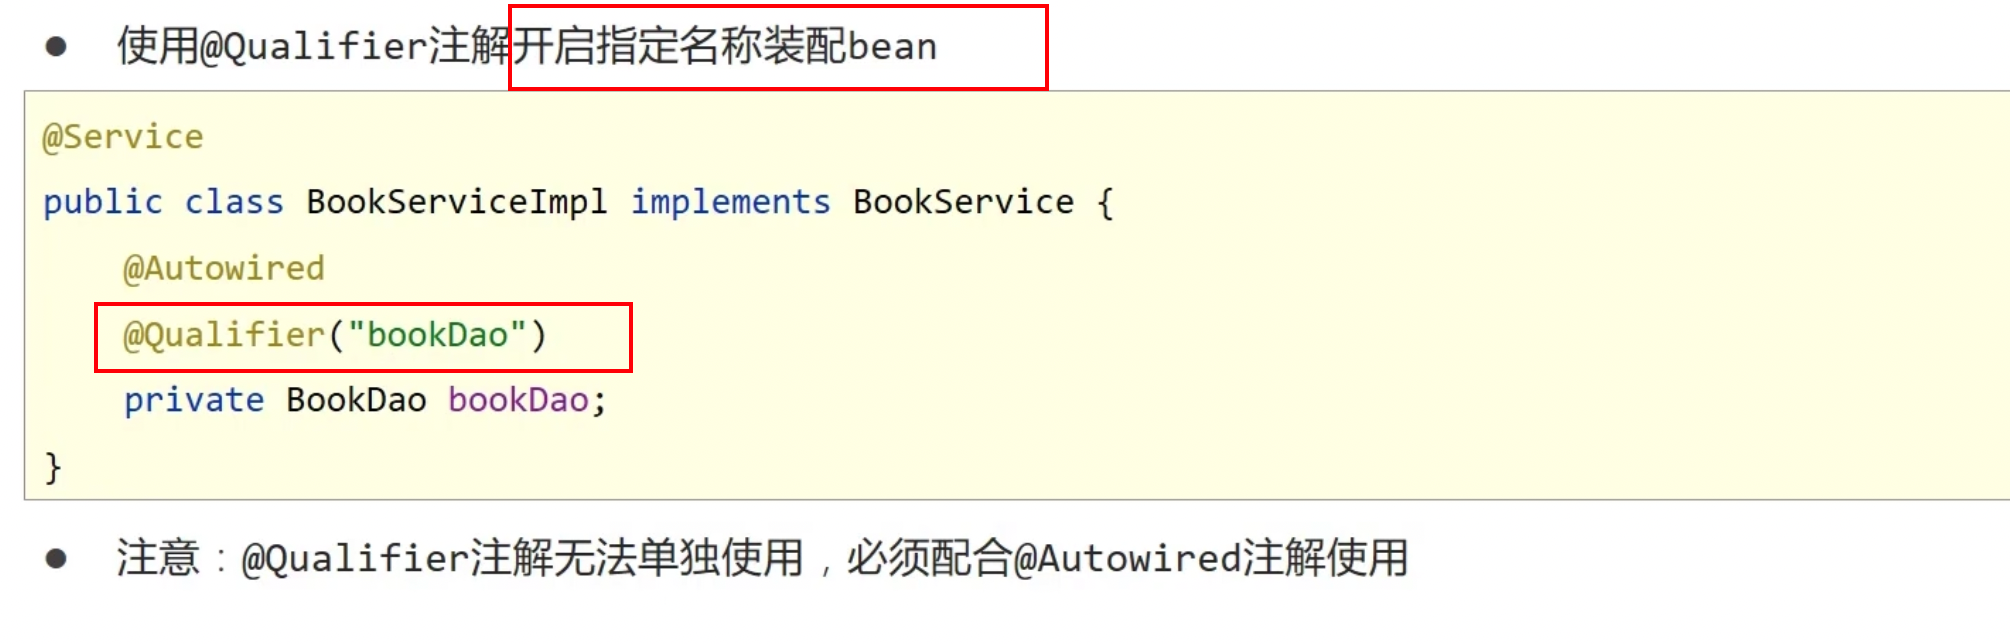 ● 使用@Qualifier注解开启指定名称装配bean
@Service
public class BookServiceImpl implements BookService {
    @Autowired
    @Qualifier("bookDao")
    private BookDao bookDao;
}
● 注意：@Qualifier注解无法单独使用，必须配合@Autowired注解使用